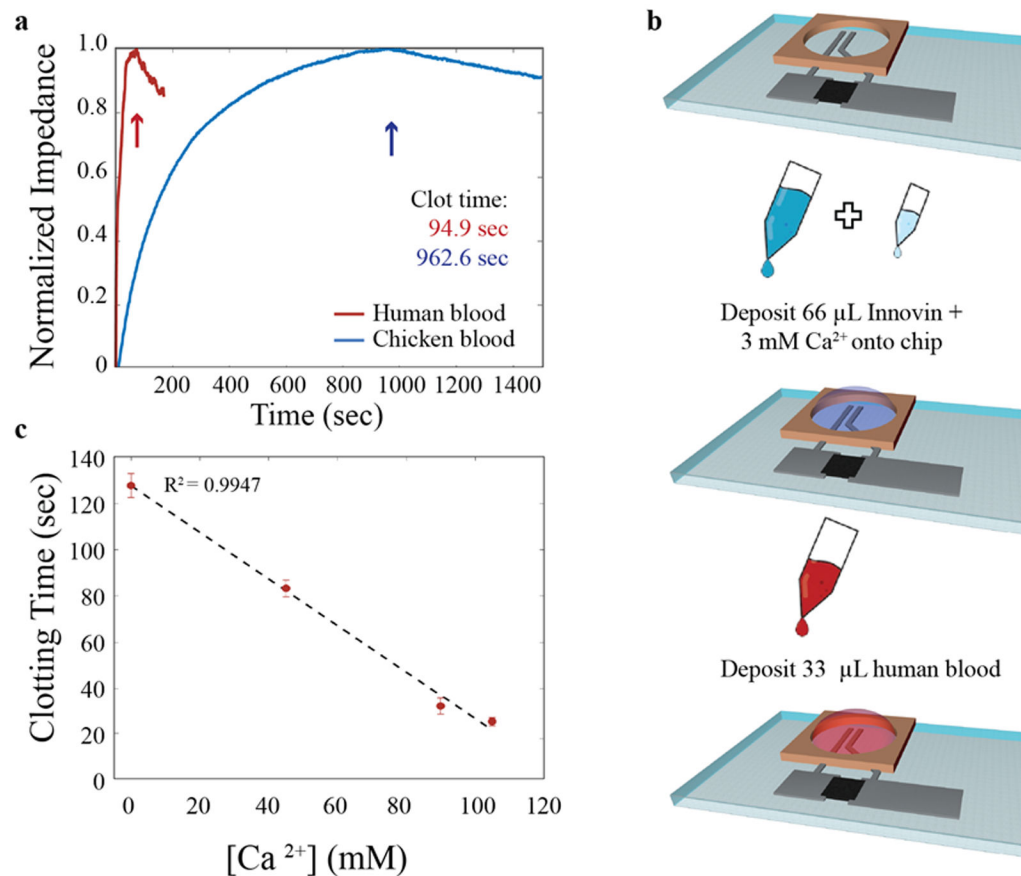 a
1.0
0.8
0.6
0.4
0.2
0
Normalized Impedance
Clot time:
94.9 sec
962.6 sec
Human blood
Chicken blood
200 400 600 800 1000 1200 1400
Time (sec)
b
Deposit 66 µL Innovin +
3 mM Ca²⁺ onto chip
Deposit 33 µL human blood
c
140
120
100
80
60
40
20
0
Clotting Time (sec)
R² = 0.9947
0 20 40 60 80 100 120
[Ca ²⁺] (mM)